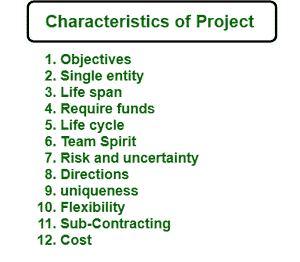 Characteristics of Project
1. Objectives
2. Single entity
3. Life span
4. Require funds
5. Life cycle
6. Team Spirit
7. Risk and uncertainty
8. Directions
9. uniqueness
10. Flexibility
11. Sub-Contracting
12. Cost